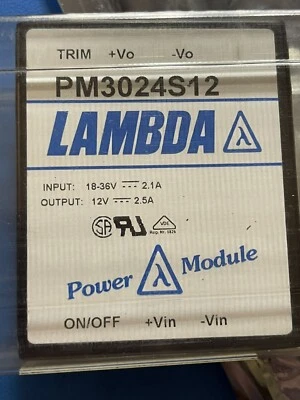 TRIM +Vo -Vo
PM3024S12
LAMBDA λ
INPUT: 18-36V ⎓ 2.1A
OUTPUT: 12V ⎓ 2.5A
Power λ Module
ON/OFF +Vin -Vin